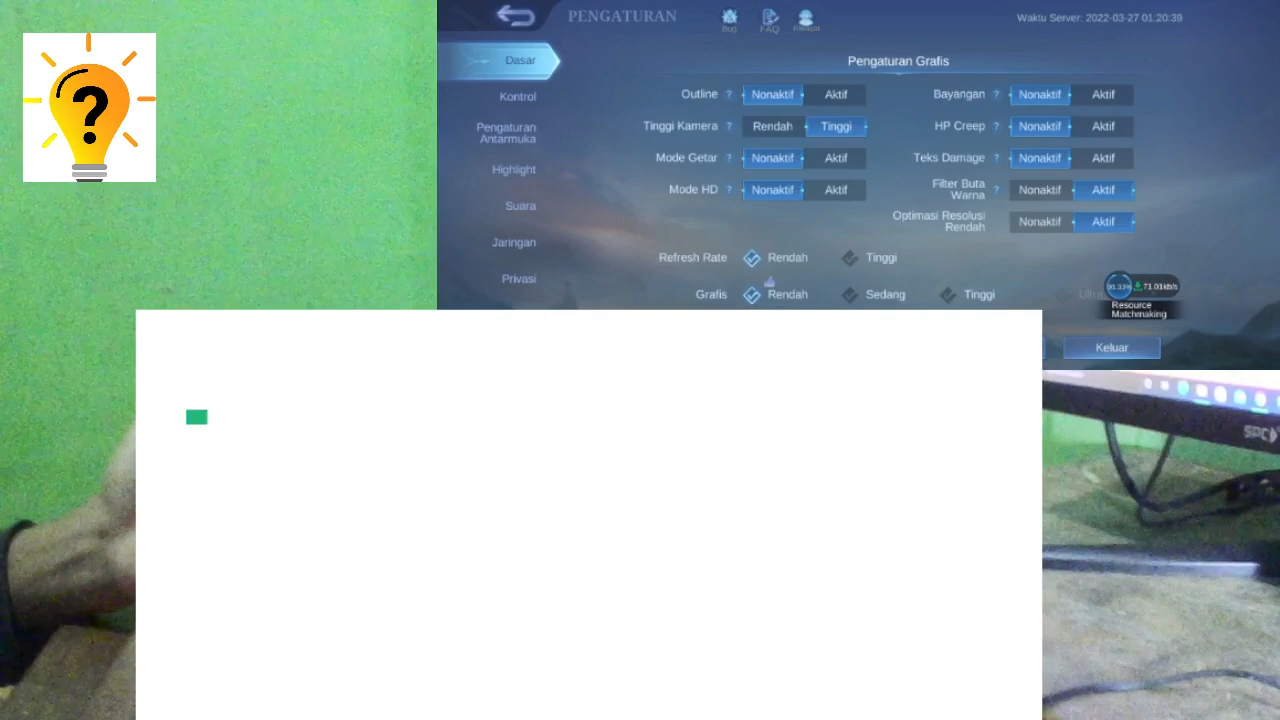 ?
PENGATURAN
Bug
FAQ
Waktu Server: 2022-03-27 01:20:39
Dasar
Kontrol
Pengaturan
Antarmuka
Highlight
Suara
Jaringan
Privasi
Pengaturan Grafis
Outline ? Nonaktif Aktif
Bayangan ? Nonaktif Aktif
Tinggi Kamera ? Rendah Tinggi
HP Creep ? Nonaktif Aktif
Mode Getar ? Nonaktif Aktif
Teks Damage ? Nonaktif Aktif
Mode HD ? Nonaktif Aktif
Filter Buta
Warna ? Nonaktif Aktif
Optimasi Resolusi
Rendah Nonaktif Aktif
Refresh Rate Rendah Tinggi
Grafis Rendah Sedang Tinggi Ultra
71.01kb/s
Resource
Matchmaking
Keluar
SPC